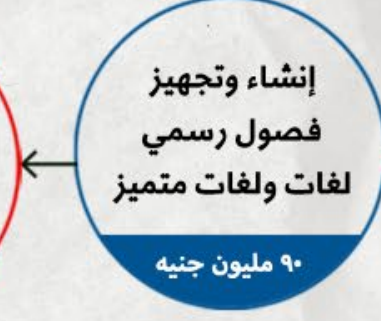 إنشاء وتجهيز
فصول رسمي
لغات ولغات متميز
٩٠ مليون جنيه